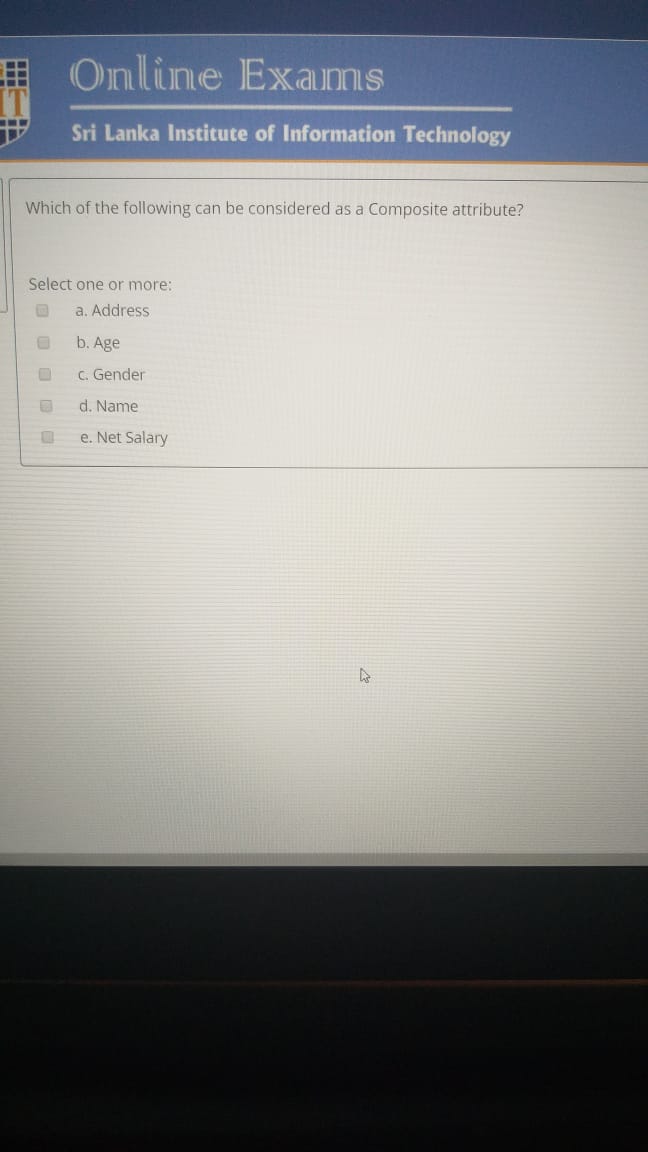 Online Exams
IT
Sri Lanka Institute of Information Technology
Which of the following can be considered as a Composite attribute?
Select one or more:
a. Address
b. Age
c. Gender
d. Name
e. Net Salary